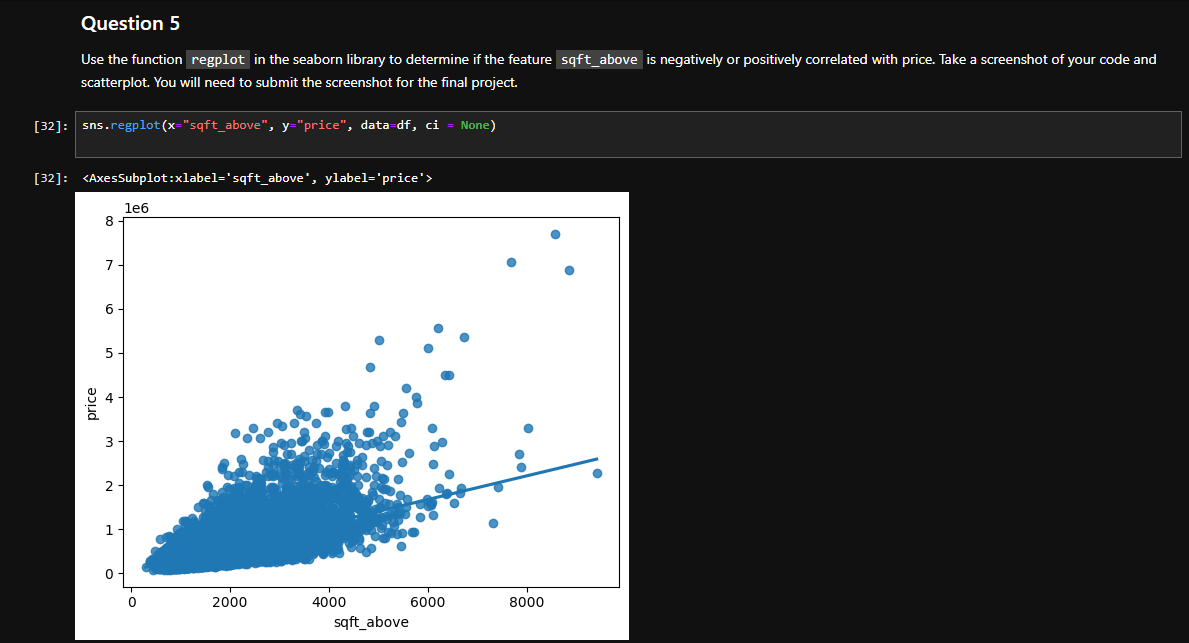 Question 5
Use the function regplot in the seaborn library to determine if the feature sqft_above is negatively or positively correlated with price. Take a screenshot of your code and
scatterplot. You will need to submit the screenshot for the final project.
[32]: sns.regplot(x="sqft_above", y="price", data=df, ci = None)
[32]: <AxesSubplot:xlabel='sqft_above', ylabel='price'>
1e6
8
7
6
5
4
3
2
1
0
price
0 2000 4000 6000 8000
sqft_above